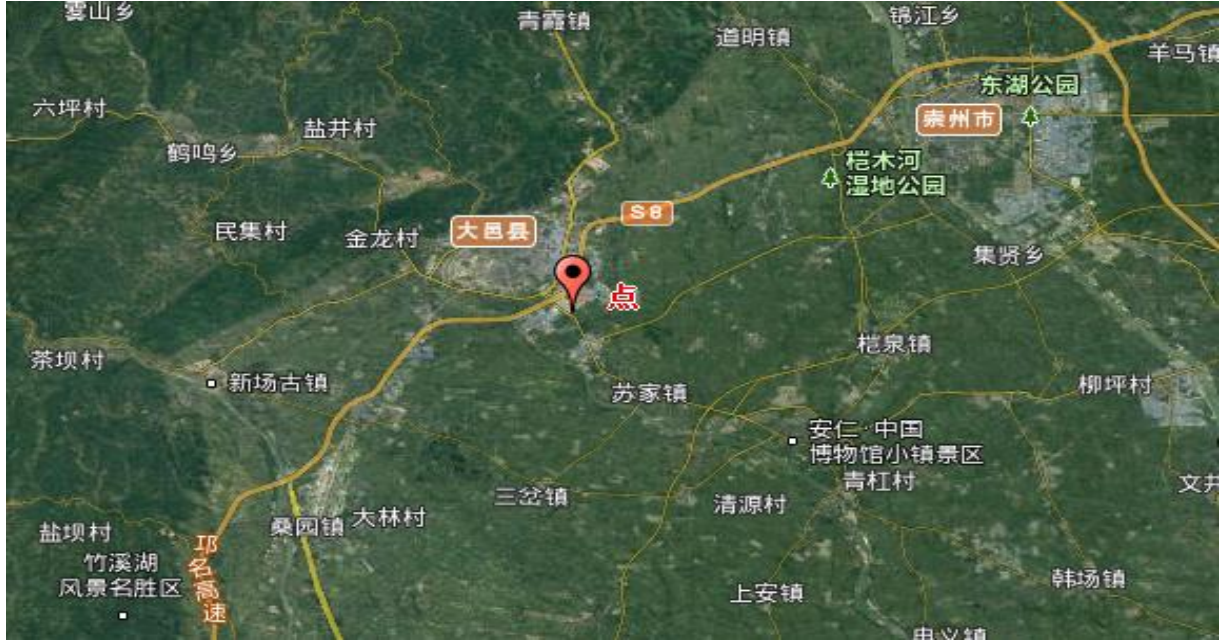 雾山乡
青霞镇
锦江乡
道明镇
羊马镇
东湖公园
六坪村
崇州市
盐井村
鹤鸣乡
桤木河
湿地公园
S8
民集村
金龙村
大邑县
集贤乡
点
茶坝村
桤泉镇
新场古镇
苏家镇
柳坪村
安仁·中国
博物馆小镇景区
青杠村
文井
三岔镇
清源村
桑园镇
大林村
盐坝村
竹溪湖
风景名胜区
邛名高速
上安镇
韩场镇